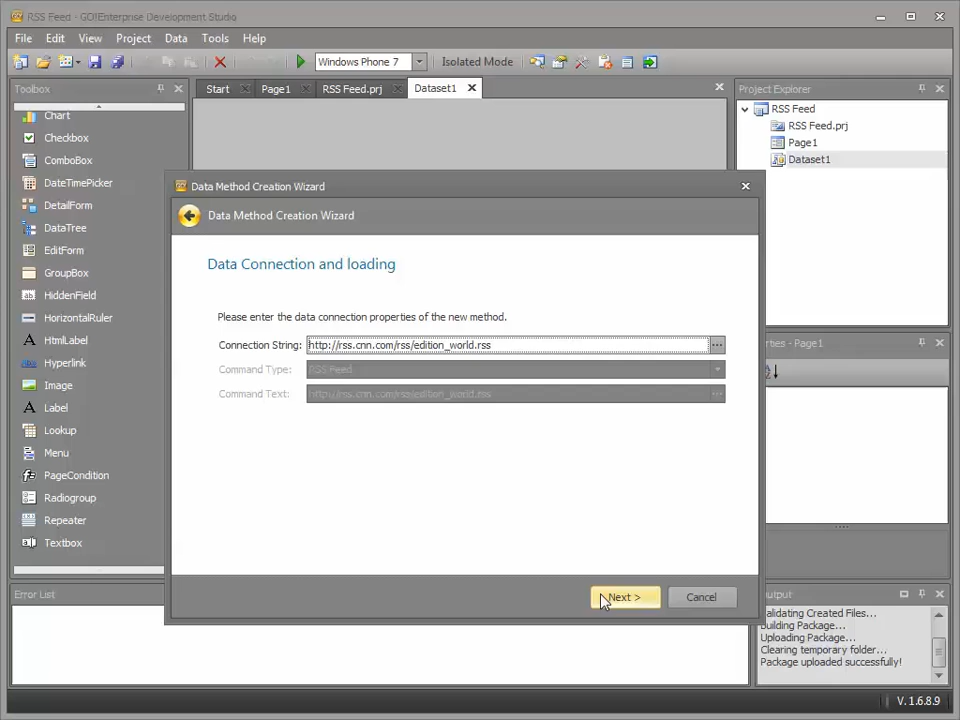 RSS Feed - GO!Enterprise Development Studio
File Edit View Project Data Tools Help
Windows Phone 7 Isolated Mode
Toolbox
Start Page1 RSS Feed.prj Dataset1
Project Explorer
Chart
Checkbox
ComboBox
DateTimePicker
DetailForm
DataTree
EditForm
GroupBox
HiddenField
HorizontalRuler
HtmlLabel
Hyperlink
Image
Label
Lookup
Menu
PageCondition
Radiogroup
Repeater
Textbox
RSS Feed
RSS Feed.prj
Page1
Dataset1
Data Method Creation Wizard
Data Method Creation Wizard
Data Connection and loading
Please enter the data connection properties of the new method.
Connection String: http://rss.cnn.com/rss/edition_world.rss
Command Type: RSS Feed
Command Text: http://rss.cnn.com/rss/edition_world.rss
Next > Cancel
rties - Page1
Error List
utput
alidating Created Files...
Building Package...
Uploading Package...
Clearing temporary folder...
Package uploaded successfully!
V. 1.6.8.9